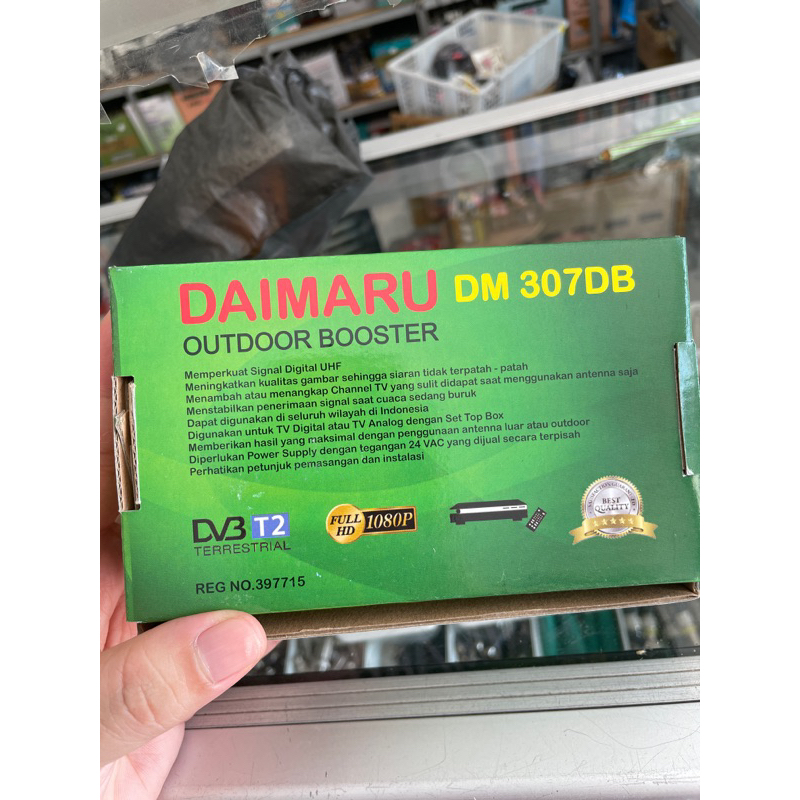 DAIMARU DM 307DB
OUTDOOR BOOSTER
Memperkuat Signal Digital UHF
Meningkatkan kualitas gambar sehingga siaran tidak terpatah - patah
Menambah atau menangkap Channel TV yang sulit didapat saat menggunakan antenna saja
Menstabilkan penerimaan signal saat cuaca sedang buruk
Dapat digunakan di seluruh wilayah di Indonesia
Digunakan untuk TV Digital atau TV Analog dengan Set Top Box
Memberikan hasil yang maksimal dengan penggunaan antenna luar atau outdoor
Diperlukan Power Supply dengan tegangan 24 VAC yang dijual secara terpisah
Perhatikan petunjuk pemasangan dan instalasi
DVB T2
TERRESTRIAL
FULL HD 1080P
BEST
QUALITY
REG NO.397715